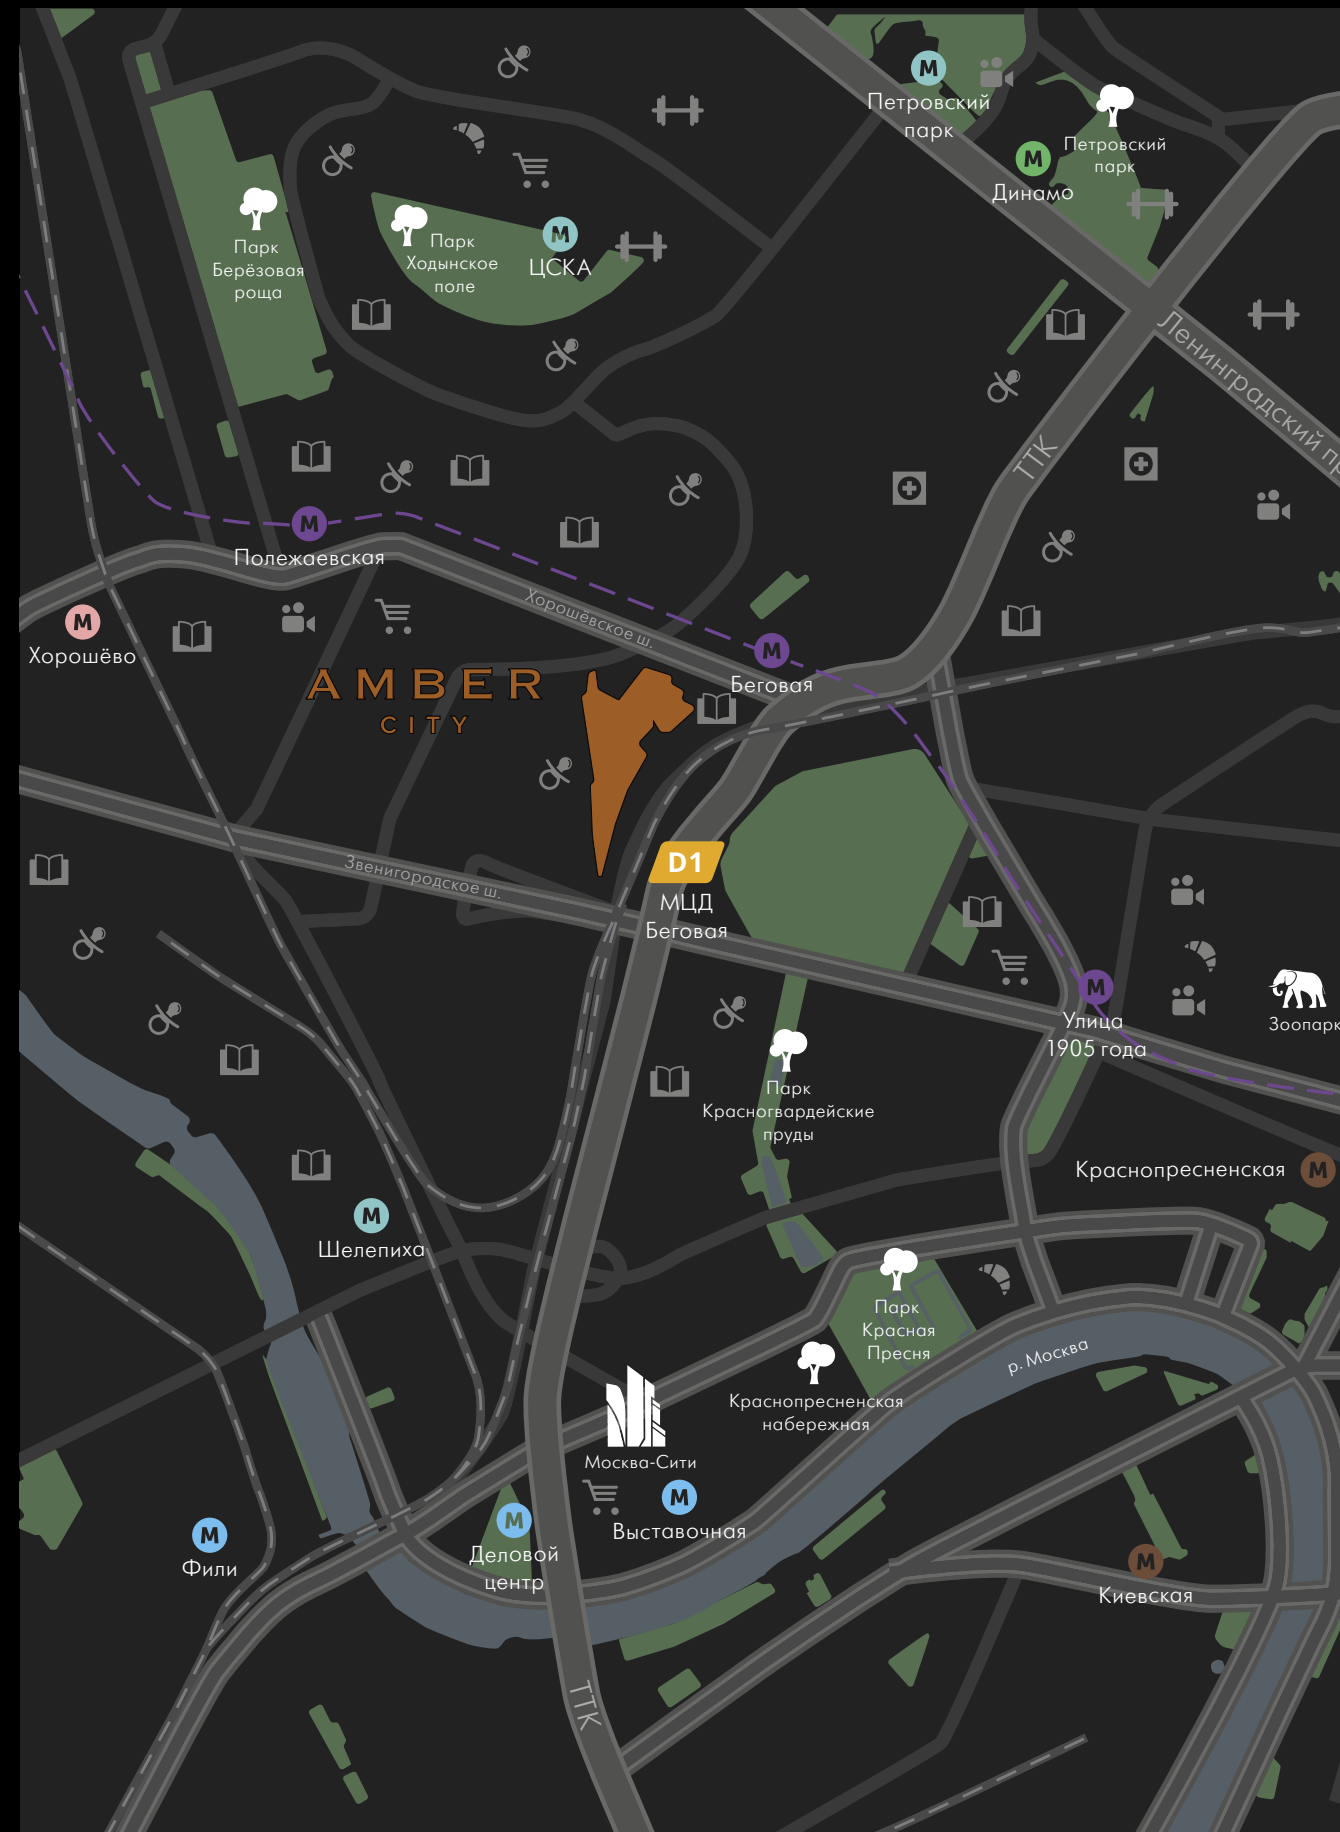 М
Петровский
парк
Петровский
парк
М
Динамо
Парк
Берёзовая
роща
Парк
Ходынское
поле
М
ЦСКА
Ленинградский
ТТК
М
Полежаевская
М
Хорошёво
Хорошёвское ш.
М
Беговая
AMBER
CITY
Звенигородское ш.
D1
МЦД
Беговая
М
Улица
1905 года
Зоопарк
Парк
Красногвардейские
пруды
Краснопресненская
М
М
Шелепиха
Парк
Красная
Пресня
р. Москва
Краснопресненская
набережная
Москва-Сити
М
Выставочная
М
Деловой
центр
М
Фили
М
Киевская
ТТК